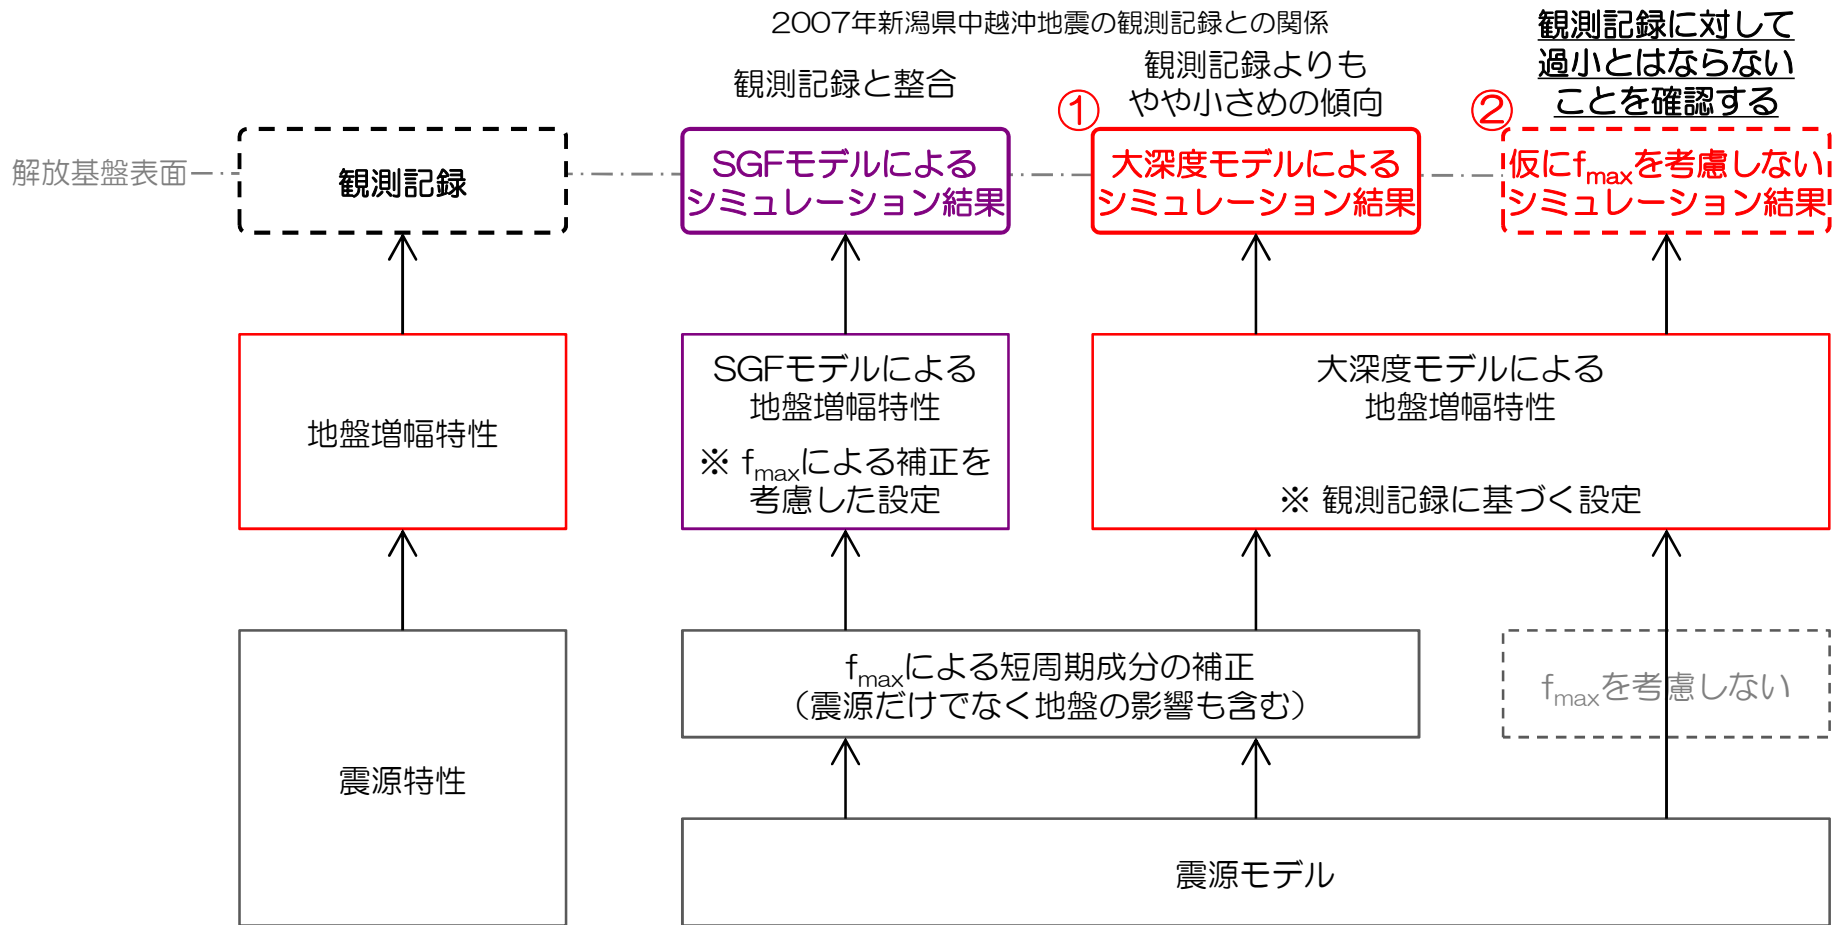 2007年新潟県中越沖地震の観測記録との関係
観測記録と整合
観測記録よりも
やや小さめの傾向
観測記録に対して
過小とはならない
ことを確認する
①
②
解放基盤表面
観測記録
SGFモデルによる
シミュレーション結果
大深度モデルによる
シミュレーション結果
仮にfmaxを考慮しない
シミュレーション結果
地盤増幅特性
SGFモデルによる
地盤増幅特性
※ fmaxによる補正を
考慮した設定
大深度モデルによる
地盤増幅特性
※ 観測記録に基づく設定
震源特性
fmaxによる短周期成分の補正
（震源だけでなく地盤の影響も含む）
fmaxを考慮しない
震源モデル